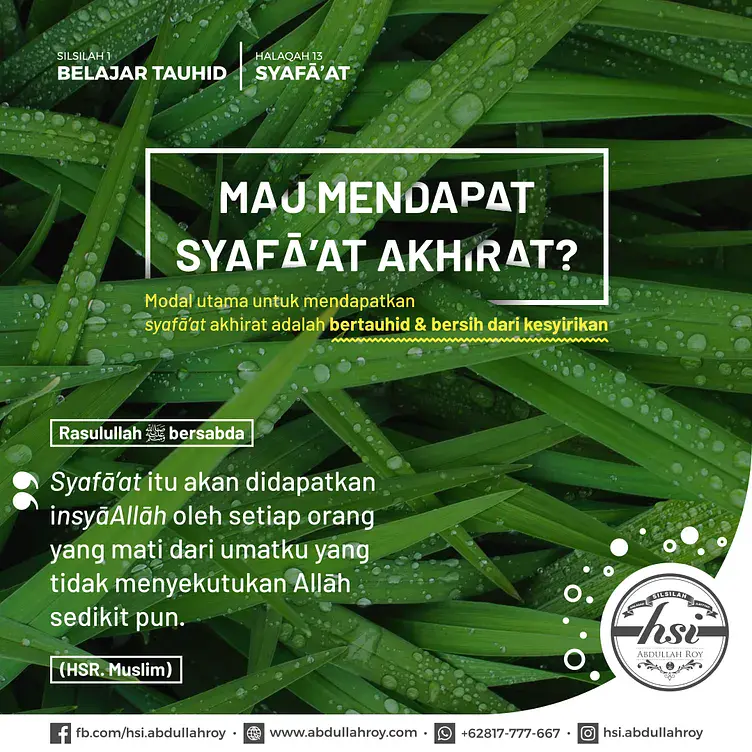 SILSILAH 1
BELAJAR TAUHID
HALAQAH 13
SYAFĀ’AT
MAU MENDAPAT
SYAFĀ’AT AKHIRAT?
Modal utama untuk mendapatkan
syafā’at akhirat adalah bertauhid & bersih dari kesyirikan
Rasulullah ﷺ bersabda
Syafā’at itu akan didapatkan
insyāAllāh oleh setiap orang
yang mati dari umatku yang
tidak menyekutukan Allāh
sedikit pun.
(HSR. Muslim)
SILSILAH
hsi
ABDULLAH ROY
fb.com/hsi.abdullahroy • www.abdullahroy.com • +62817-777-667 • hsi.abdullahroy